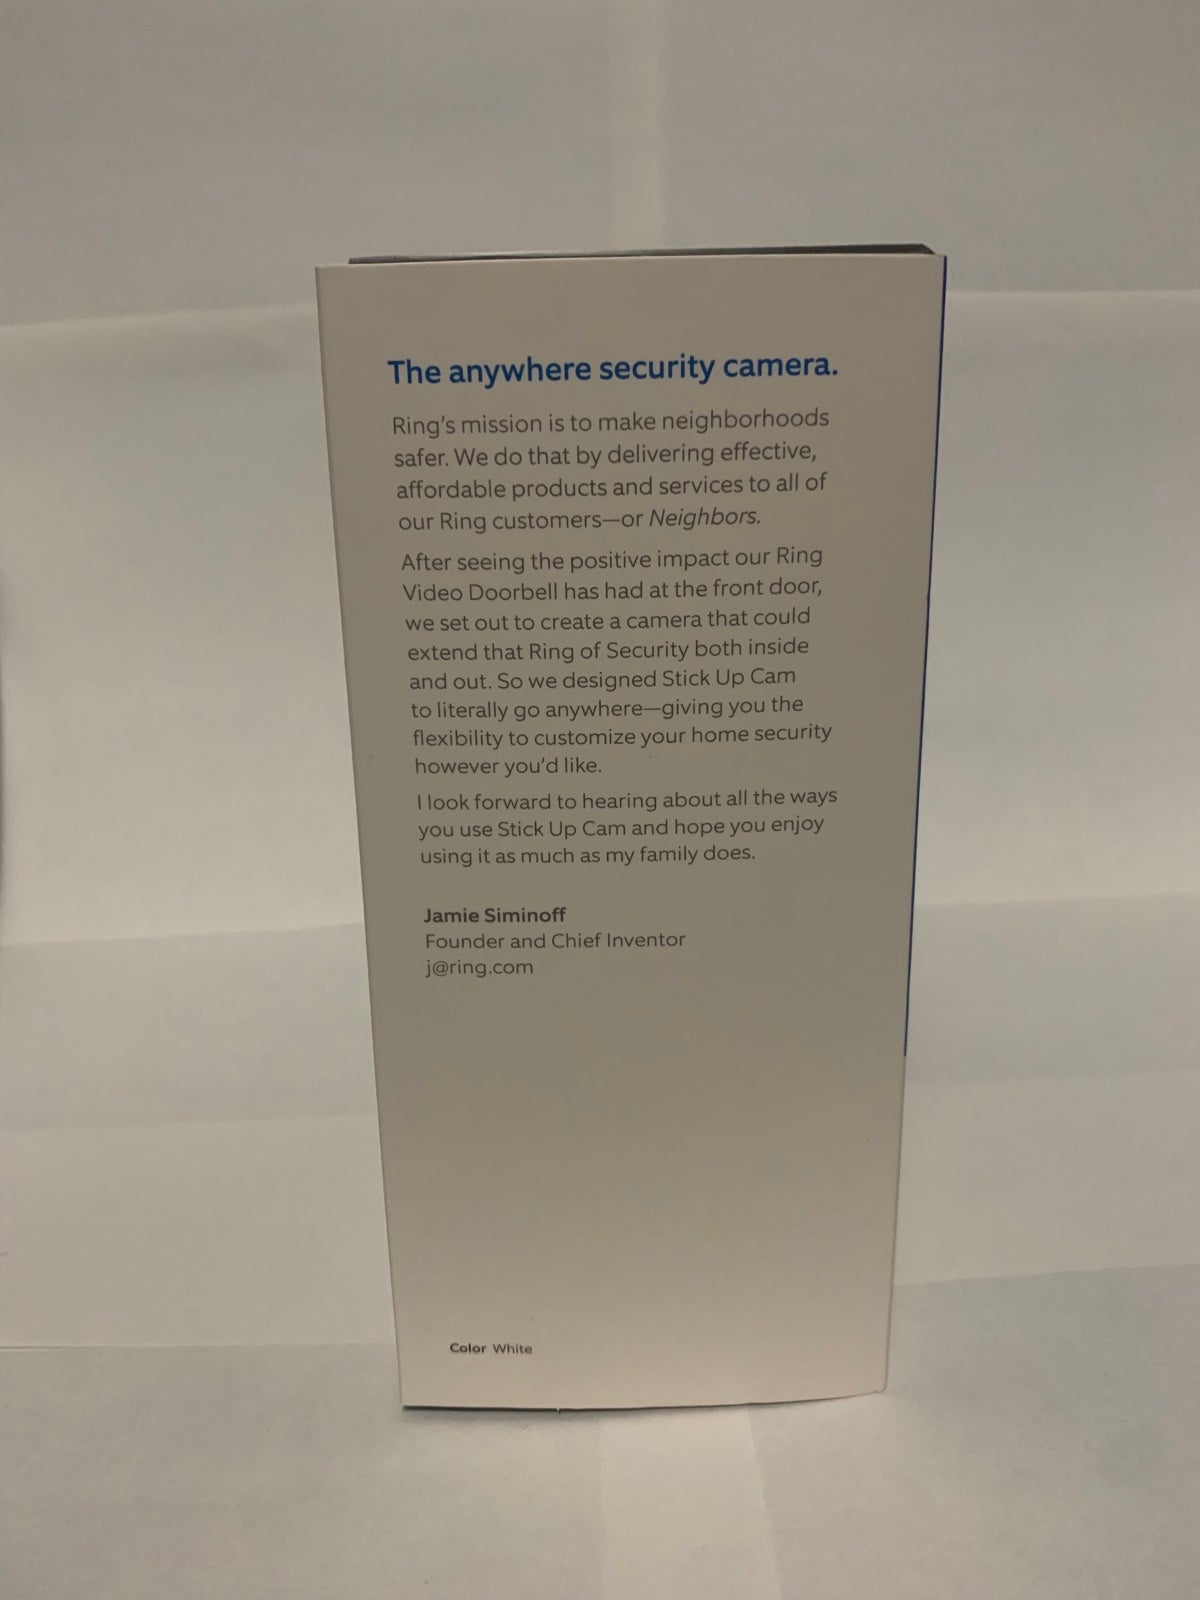 The anywhere security camera.
Ring's mission is to make neighborhoods
safer. We do that by delivering effective,
affordable products and services to all of
our Ring customers—or Neighbors.
After seeing the positive impact our Ring
Video Doorbell has had at the front door,
we set out to create a camera that could
extend that Ring of Security both inside
and out. So we designed Stick Up Cam
to literally go anywhere—giving you the
flexibility to customize your home security
however you'd like.
I look forward to hearing about all the ways
you use Stick Up Cam and hope you enjoy
using it as much as my family does.
Jamie Siminoff
Founder and Chief Inventor
j@ring.com
Color White